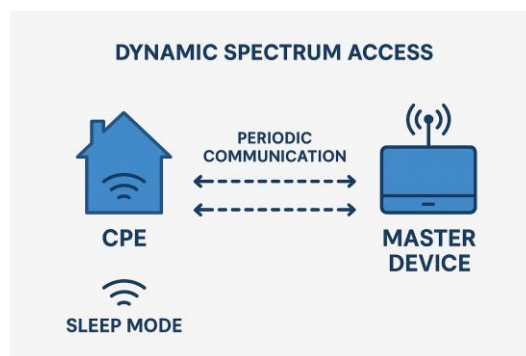 DYNAMIC SPECTRUM ACCESS
PERIODIC
COMMUNICATION
CPE
MASTER
DEVICE
SLEEP MODE